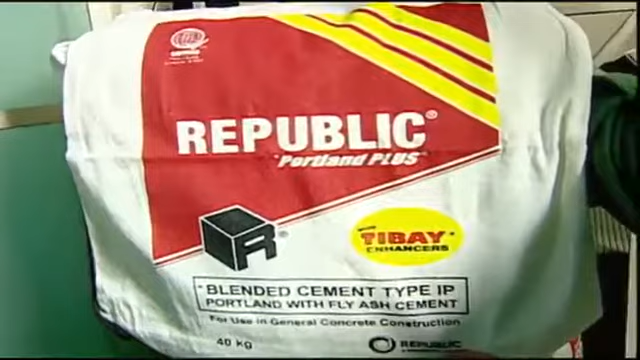 REPUBLIC®
Portland PLUS
R®
WITH
TIBAY
ENHANCERS
BLENDED CEMENT TYPE IP
PORTLAND WITH FLY ASH CEMENT
For Use in General Concrete Construction
40 kg
REPUBLIC